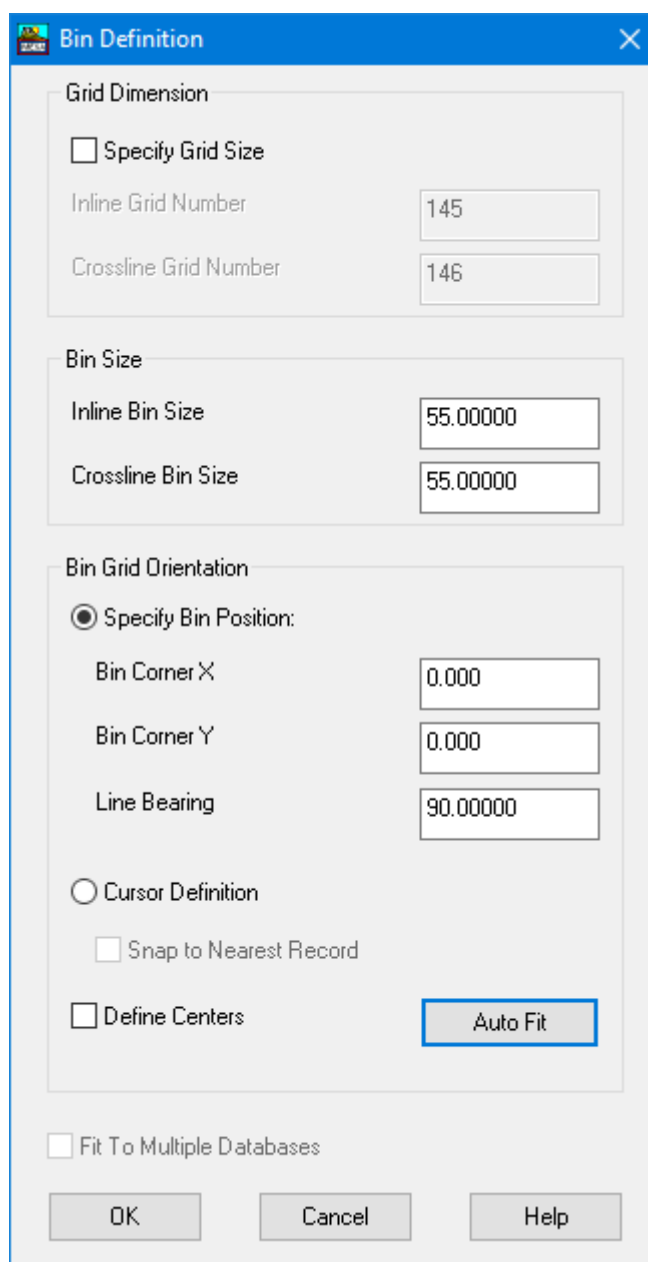 Bin Definition
Grid Dimension
Specify Grid Size
Inline Grid Number 145
Crossline Grid Number 146
Bin Size
Inline Bin Size 55.00000
Crossline Bin Size 55.00000
Bin Grid Orientation
Specify Bin Position:
Bin Corner X 0.000
Bin Corner Y 0.000
Line Bearing 90.00000
Cursor Definition
Snap to Nearest Record
Define Centers Auto Fit
Fit To Multiple Databases
OK Cancel Help